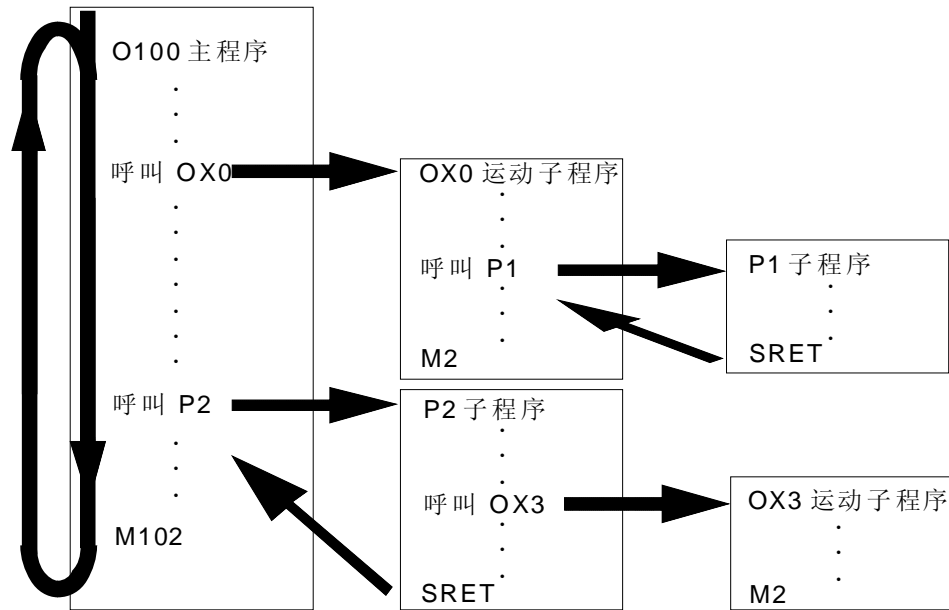 O100 主程序
呼叫 OX0
呼叫 P2
M102
OX0 运动子程序
呼叫 P1
M2
P1 子程序
SRET
P2 子程序
呼叫 OX3
SRET
OX3 运动子程序
M2